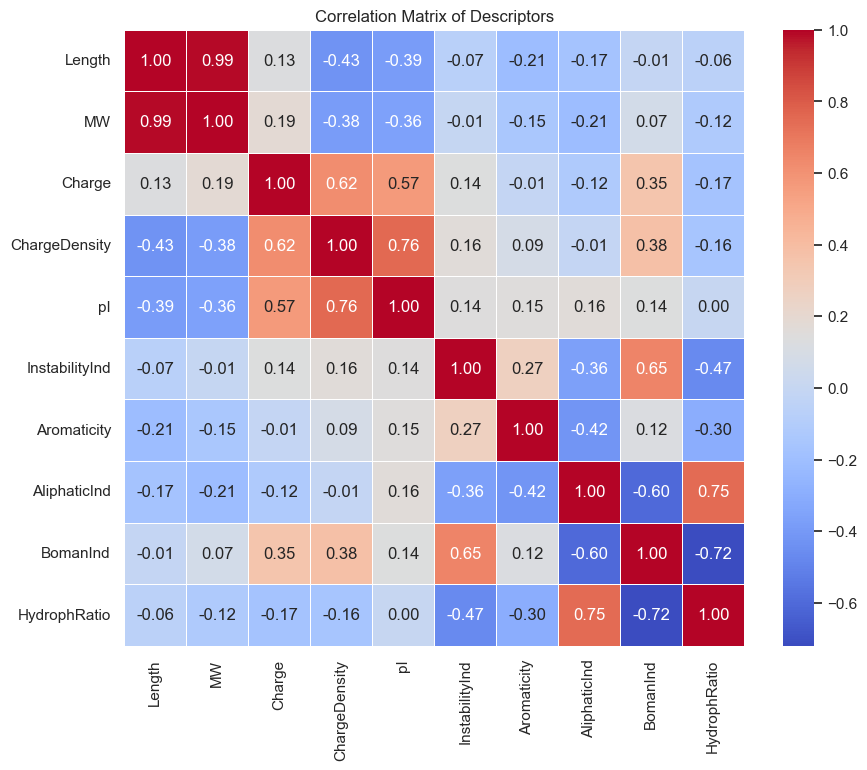 Correlation Matrix of Descriptors
Length 1.00 0.99 0.13 -0.43 -0.39 -0.07 -0.21 -0.17 -0.01 -0.06
MW 0.99 1.00 0.19 -0.38 -0.36 -0.01 -0.15 -0.21 0.07 -0.12
Charge 0.13 0.19 1.00 0.62 0.57 0.14 -0.01 -0.12 0.35 -0.17
ChargeDensity -0.43 -0.38 0.62 1.00 0.76 0.16 0.09 -0.01 0.38 -0.16
pI -0.39 -0.36 0.57 0.76 1.00 0.14 0.15 0.16 0.14 0.00
InstabilityInd -0.07 -0.01 0.14 0.16 0.14 1.00 0.27 -0.36 0.65 -0.47
Aromaticity -0.21 -0.15 -0.01 0.09 0.15 0.27 1.00 -0.42 0.12 -0.30
AliphaticInd -0.17 -0.21 -0.12 -0.01 0.16 -0.36 -0.42 1.00 -0.60 0.75
BomanInd -0.01 0.07 0.35 0.38 0.14 0.65 0.12 -0.60 1.00 -0.72
HydrophRatio -0.06 -0.12 -0.17 -0.16 0.00 -0.47 -0.30 0.75 -0.72 1.00
Length
MW
Charge
ChargeDensity
pI
InstabilityInd
Aromaticity
AliphaticInd
BomanInd
HydrophRatio
1.0
0.8
0.6
0.4
0.2
0.0
−0.2
−0.4
−0.6